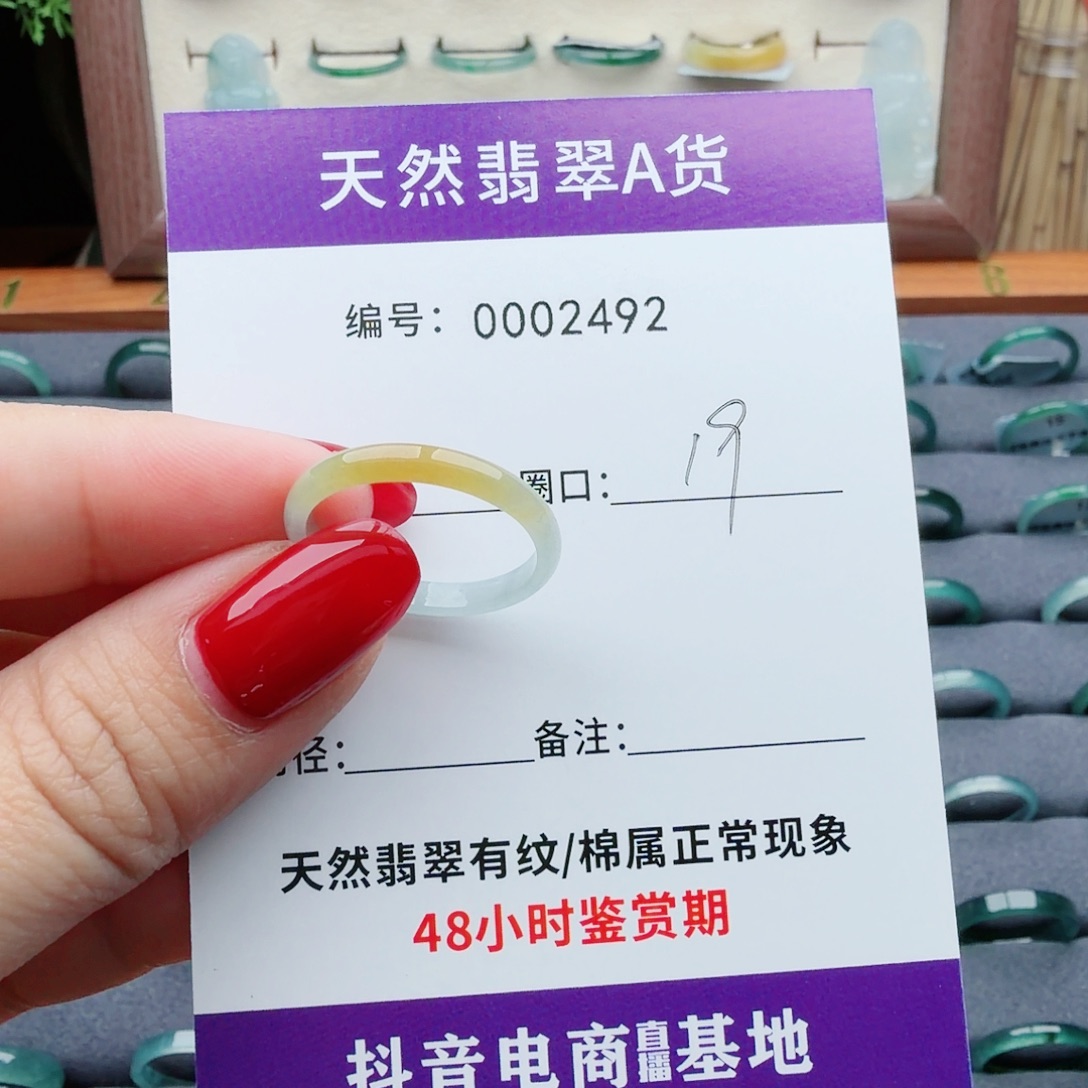 天然翡翠A货
编号：0002492
圈口：19
径：备注：
天然翡翠有纹/棉属正常现象
48小时鉴赏期
抖音电商直播基地